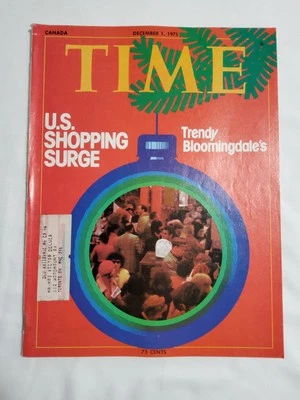 CANADA
DECEMBER 1, 1975
TIME
U.S.
SHOPPING
SURGE
Trendy
Bloomingdale's
75 CENTS